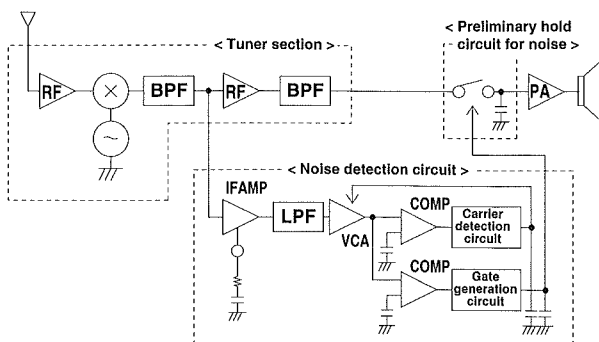 < Preliminary hold
circuit for noise >
< Tuner section >
RF
BPF
RF
BPF
PA
< Noise detection circuit >
IFAMP
LPF
VCA
COMP
Carrier
detection
circuit
COMP
Gate
generation
circuit